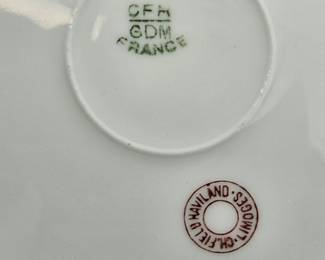 CFH
GDM
FRANCE
CH. FIELD HAVILAND · LIMOGES ·